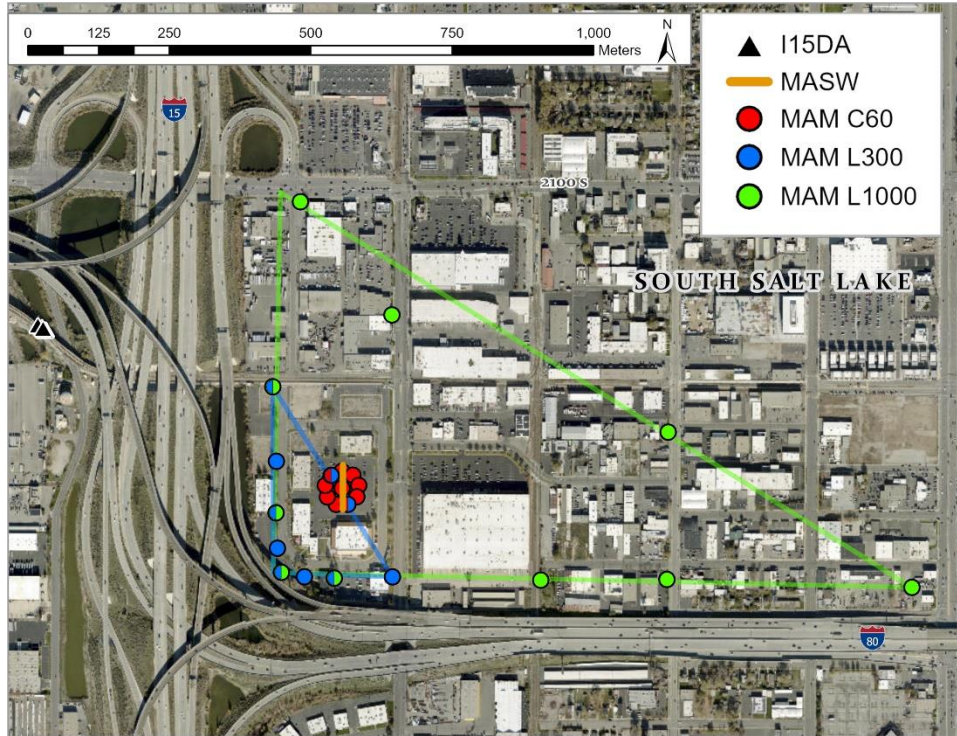 0 125 250 500 750 1,000
Meters
N
I15DA
MASW
MAM C60
MAM L300
MAM L1000
15
2100 S
SOUTH SALT LAKE
80